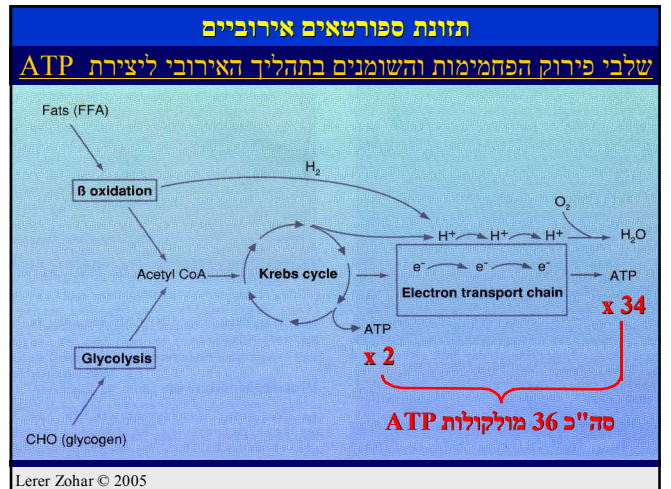 תזונת ספורטאים אירוביים
שלבי פירוק הפחמימות והשומנים בתהליך האירובי ליצירת ATP
Fats (FFA)
ß oxidation
H₂
O₂
H⁺ H⁺ H⁺ H₂O
Acetyl CoA Krebs cycle
e⁻ e⁻ e⁻ ATP
Electron transport chain
x 34
ATP
x 2
Glycolysis
סה"כ 36 מולקולות ATP
CHO (glycogen)
Lerer Zohar © 2005